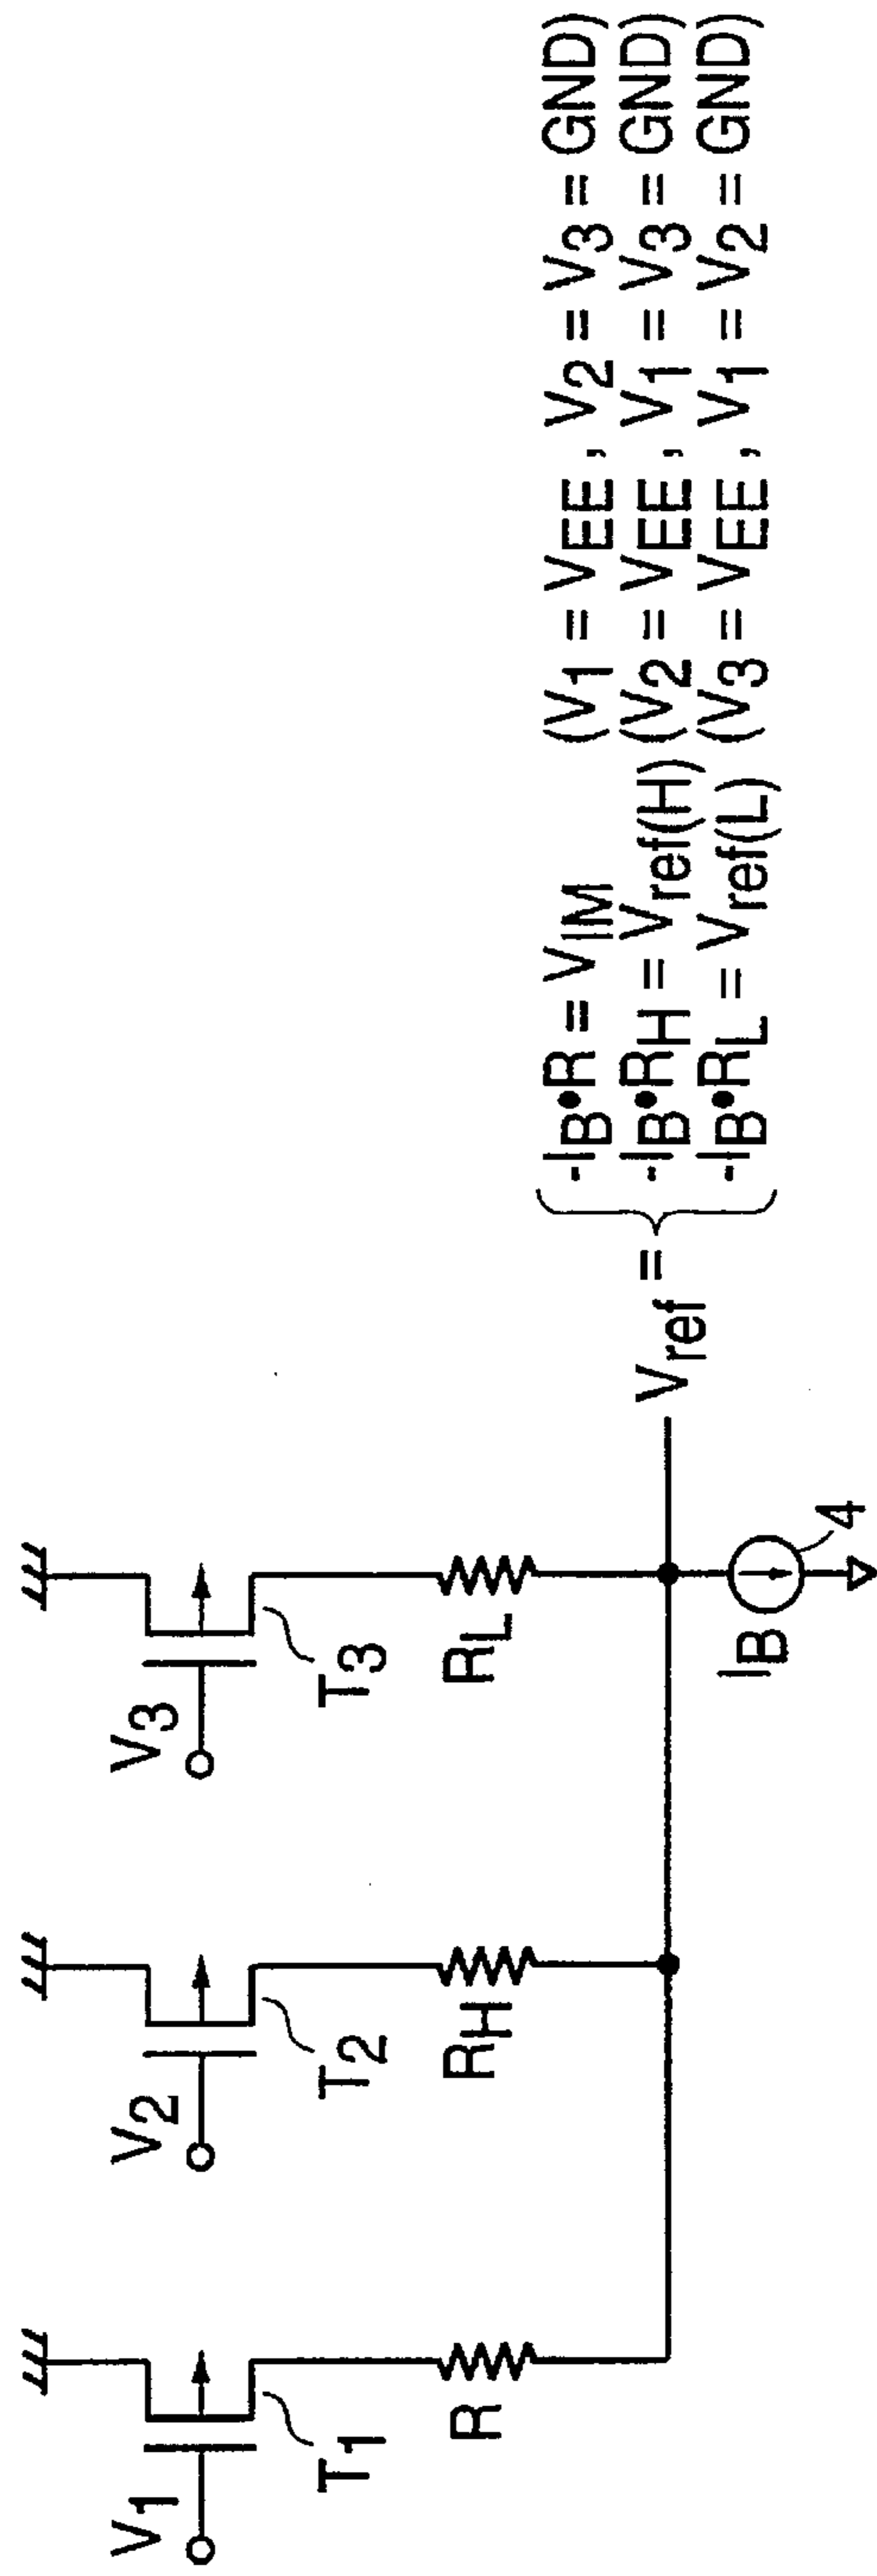 V1
V2
V3
T1
T2
T3
R
RH
RL
IB
4
Vref =
-IB•R = VIM (V1 = VEE, V2 = V3 = GND)
-IB•RH = Vref(H) (V2 = VEE, V1 = V3 = GND)
-IB•RL = Vref(L) (V3 = VEE, V1 = V2 = GND)